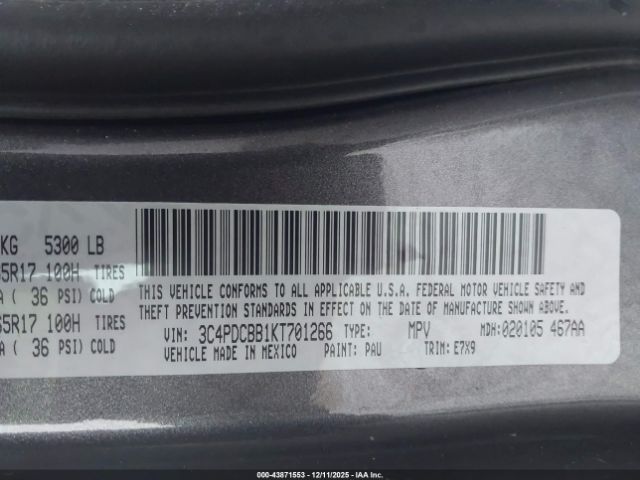 KG 5300 LB
5R17 100H TIRES
( 36 PSI) COLD
65R17 100H TIRES
( 36 PSI) COLD
THIS VEHICLE CONFORMS TO ALL APPLICABLE U.S.A. FEDERAL MOTOR VEHICLE SAFETY AND
THEFT PREVENTION STANDARDS IN EFFECT ON THE DATE OF MANUFACTURE SHOWN ABOVE.
VIN: 3C4PDCBB1KT701266 TYPE: MPV MDH: 020105 467AA
VEHICLE MADE IN MEXICO PAINT: PAU TRIM: E7X9
000-43871553 - 12/11/2025 - IAA Inc.